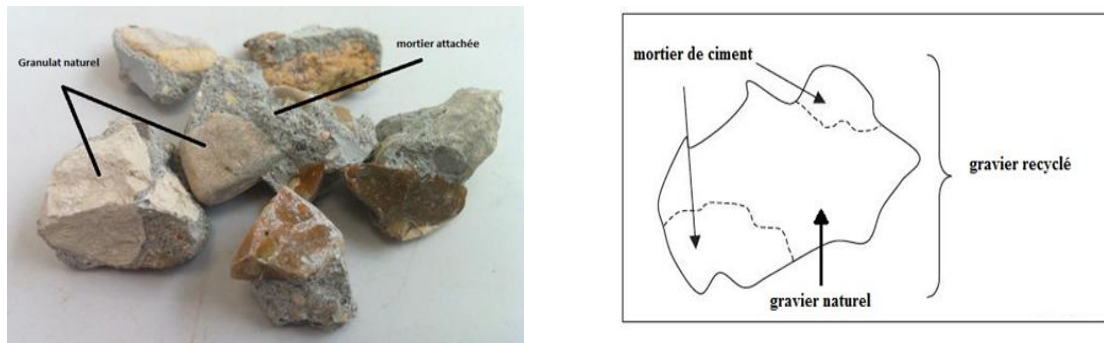 Granulat naturel
mortier attachée
mortier de ciment
gravier recyclé
gravier naturel